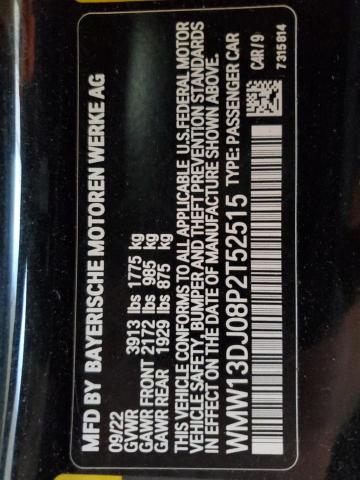 MFD BY BAYERISCHE MOTOREN WERKE AG
09/22
GVWR 3913 lbs 1775 kg
GAWR FRONT 2172 lbs 985 kg
GAWR REAR 1929 lbs 875 kg
THIS VEHICLE CONFORMS TO ALL APPLICABLE U.S. FEDERAL MOTOR
VEHICLE SAFETY, BUMPER AND THEFT PREVENTION STANDARDS
IN EFFECT ON THE DATE OF MANUFACTURE SHOWN ABOVE.
WMW13DJ08P2T52515 TYPE: PASSENGER CAR
C4R/9
7315814